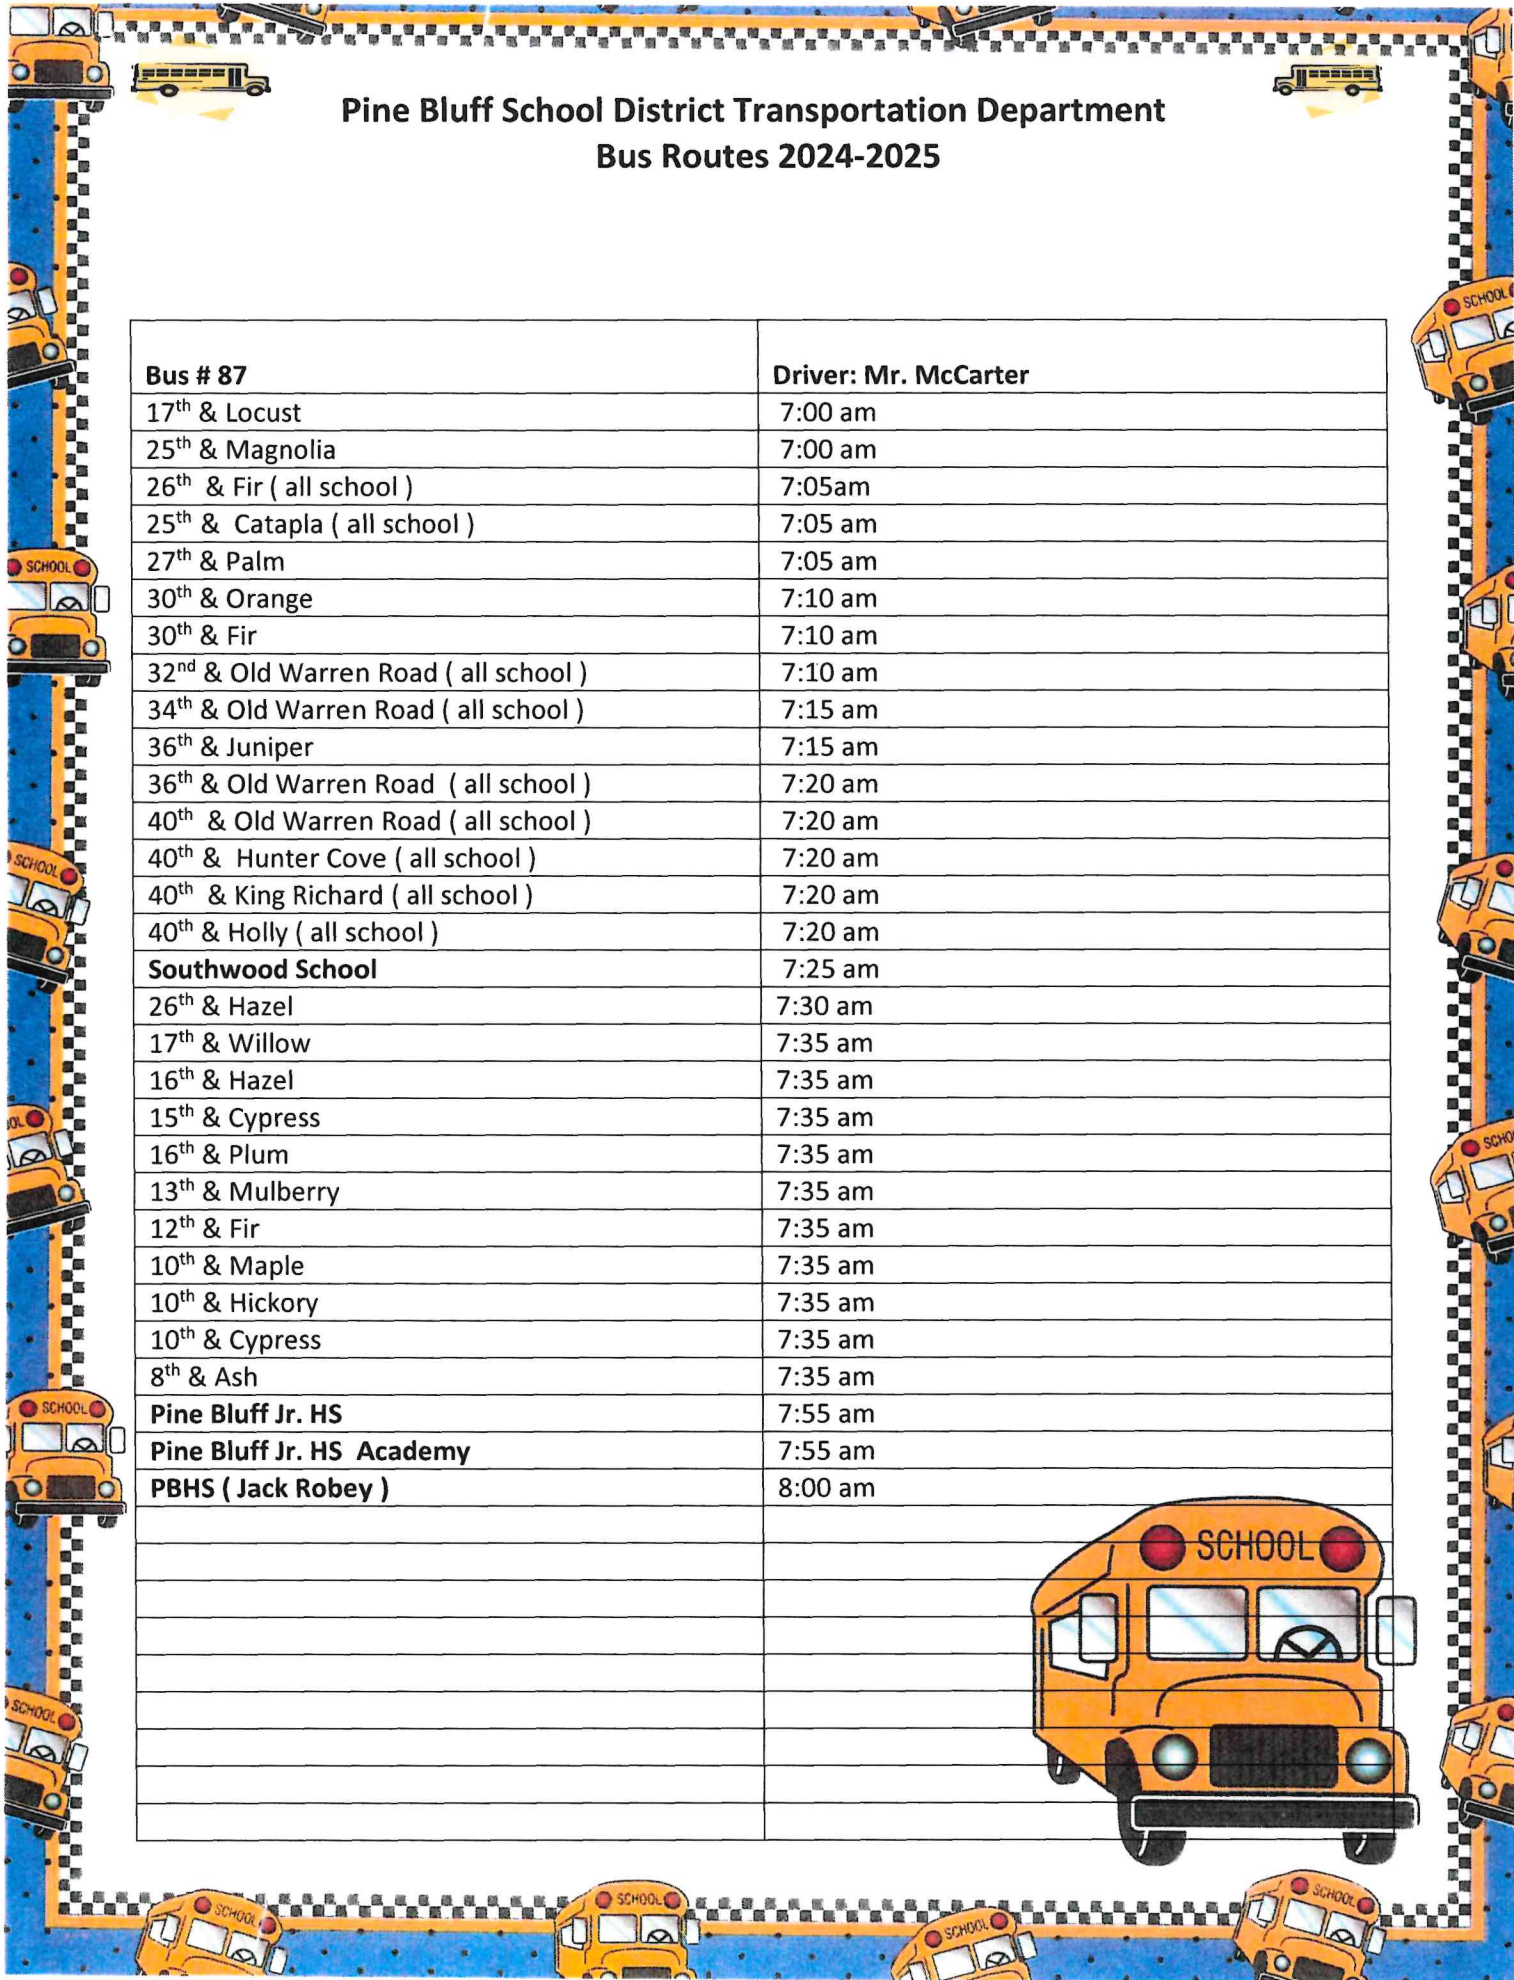 Pine Bluff School District Transportation Department
Bus Routes 2024-2025
Bus # 87 Driver: Mr. McCarter
17th & Locust 7:00 am
25th & Magnolia 7:00 am
26th & Fir ( all school ) 7:05am
25th & Catapla ( all school ) 7:05 am
27th & Palm 7:05 am
30th & Orange 7:10 am
30th & Fir 7:10 am
32nd & Old Warren Road ( all school ) 7:10 am
34th & Old Warren Road ( all school ) 7:15 am
36th & Juniper 7:15 am
36th & Old Warren Road ( all school ) 7:20 am
40th & Old Warren Road ( all school ) 7:20 am
40th & Hunter Cove ( all school ) 7:20 am
40th & King Richard ( all school ) 7:20 am
40th & Holly ( all school ) 7:20 am
Southwood School 7:25 am
26th & Hazel 7:30 am
17th & Willow 7:35 am
16th & Hazel 7:35 am
15th & Cypress 7:35 am
16th & Plum 7:35 am
13th & Mulberry 7:35 am
12th & Fir 7:35 am
10th & Maple 7:35 am
10th & Hickory 7:35 am
10th & Cypress 7:35 am
8th & Ash 7:35 am
Pine Bluff Jr. HS 7:55 am
Pine Bluff Jr. HS Academy 7:55 am
PBHS ( Jack Robey ) 8:00 am
SCHOOL
SCHOOL
SCHOOL
SCHOOL
SCHOOL
SCHOOL
SCHOOL
SCHOOL
SCHOOL
SCHOOL